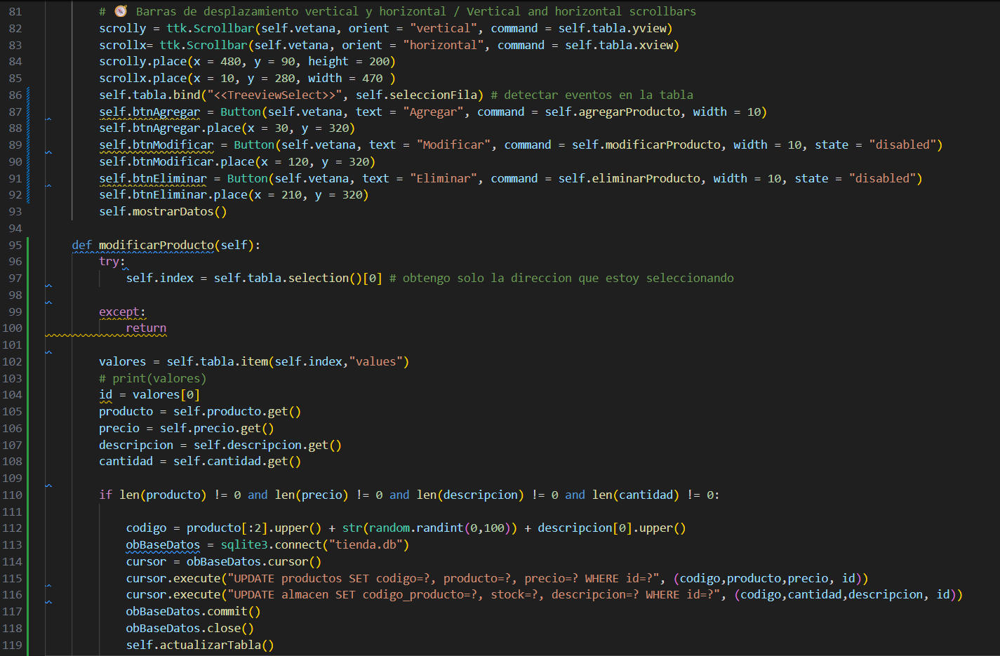 81 # 🧭 Barras de desplazamiento vertical y horizontal / Vertical and horizontal scrollbars
82 scrolly = ttk.Scrollbar(self.vetana, orient = "vertical", command = self.tabla.yview)
83 scrollx= ttk.Scrollbar(self.vetana, orient = "horizontal", command = self.tabla.xview)
84 scrolly.place(x = 480, y = 90, height = 200)
85 scrollx.place(x = 10, y = 280, width = 470 )
86 self.tabla.bind("<<TreeviewSelect>>", self.seleccionFila) # detectar eventos en la tabla
87 self.btnAgregar = Button(self.vetana, text = "Agregar", command = self.agregarProducto, width = 10)
88 self.btnAgregar.place(x = 30, y = 320)
89 self.btnModificar = Button(self.vetana, text = "Modificar", command = self.modificarProducto, width = 10, state = "disabled")
90 self.btnModificar.place(x = 120, y = 320)
91 self.btnEliminar = Button(self.vetana, text = "Eliminar", command = self.eliminarProducto, width = 10, state = "disabled")
92 self.btnEliminar.place(x = 210, y = 320)
93 self.mostrarDatos()
94
95 def modificarProducto(self):
96 try:
97 self.index = self.tabla.selection()[0] # obtengo solo la direccion que estoy seleccionando
98
99 except:
100 return
101
102 valores = self.tabla.item(self.index,"values")
103 # print(valores)
104 id = valores[0]
105 producto = self.producto.get()
106 precio = self.precio.get()
107 descripcion = self.descripcion.get()
108 cantidad = self.cantidad.get()
109
110 if len(producto) != 0 and len(precio) != 0 and len(descripcion) != 0 and len(cantidad) != 0:
111
112 codigo = producto[:2].upper() + str(random.randint(0,100)) + descripcion[0].upper()
113 obBaseDatos = sqlite3.connect("tienda.db")
114 cursor = obBaseDatos.cursor()
115 cursor.execute("UPDATE productos SET codigo=?, producto=?, precio=? WHERE id=?", (codigo,producto,precio, id))
116 cursor.execute("UPDATE almacen SET codigo_producto=?, stock=?, descripcion=? WHERE id=?", (codigo,cantidad,descripcion, id))
117 obBaseDatos.commit()
118 obBaseDatos.close()
119 self.actualizarTabla()